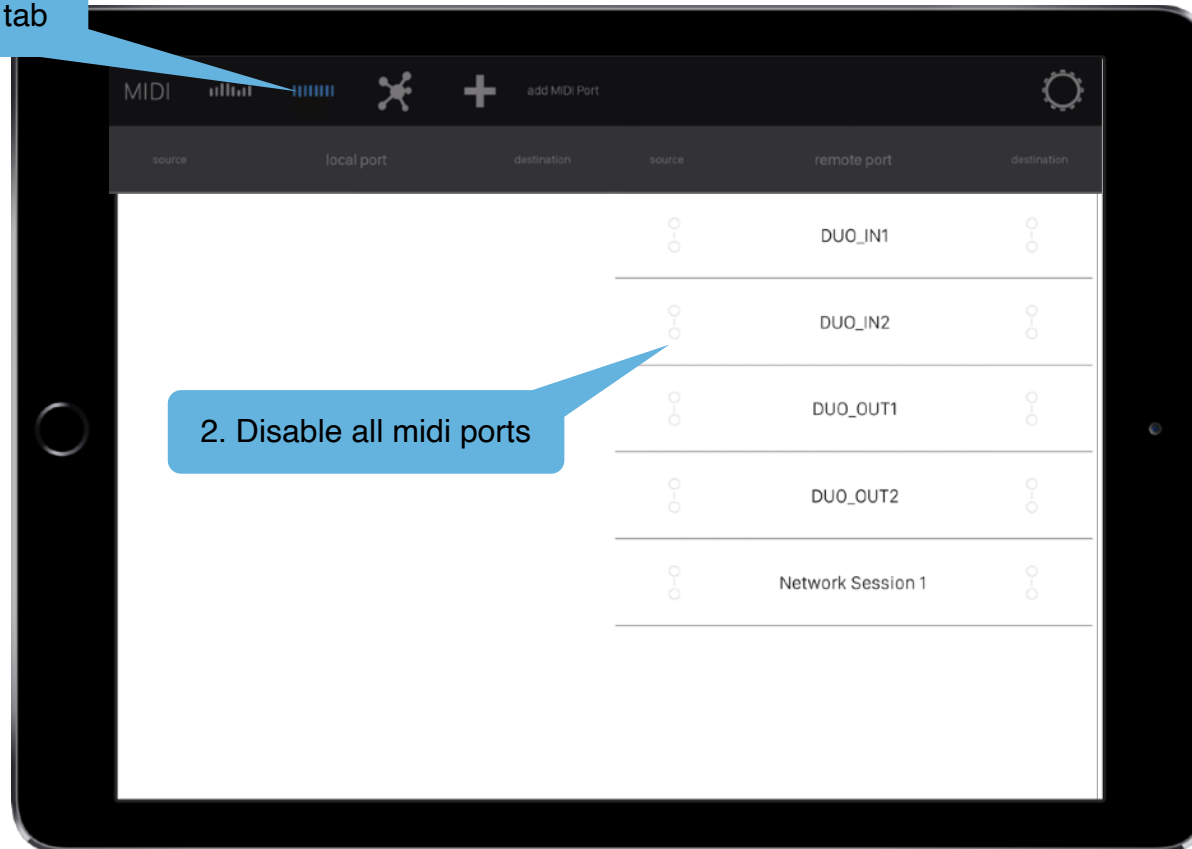 tab
MIDI
add MIDI Port
source local port destination source remote port destination
DUO_IN1
DUO_IN2
DUO_OUT1
2. Disable all midi ports
DUO_OUT2
Network Session 1